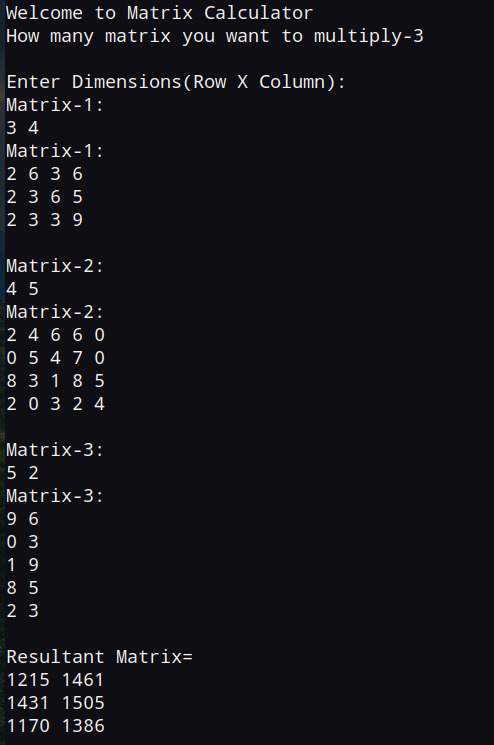 Welcome to Matrix Calculator
How many matrix you want to multiply-3
Enter Dimensions(Row X Column):
Matrix-1:
3 4
Matrix-1:
2 6 3 6
2 3 6 5
2 3 3 9
Matrix-2:
4 5
Matrix-2:
2 4 6 6 0
0 5 4 7 0
8 3 1 8 5
2 0 3 2 4
Matrix-3:
5 2
Matrix-3:
9 6
0 3
1 9
8 5
2 3
Resultant Matrix=
1215 1461
1431 1505
1170 1386